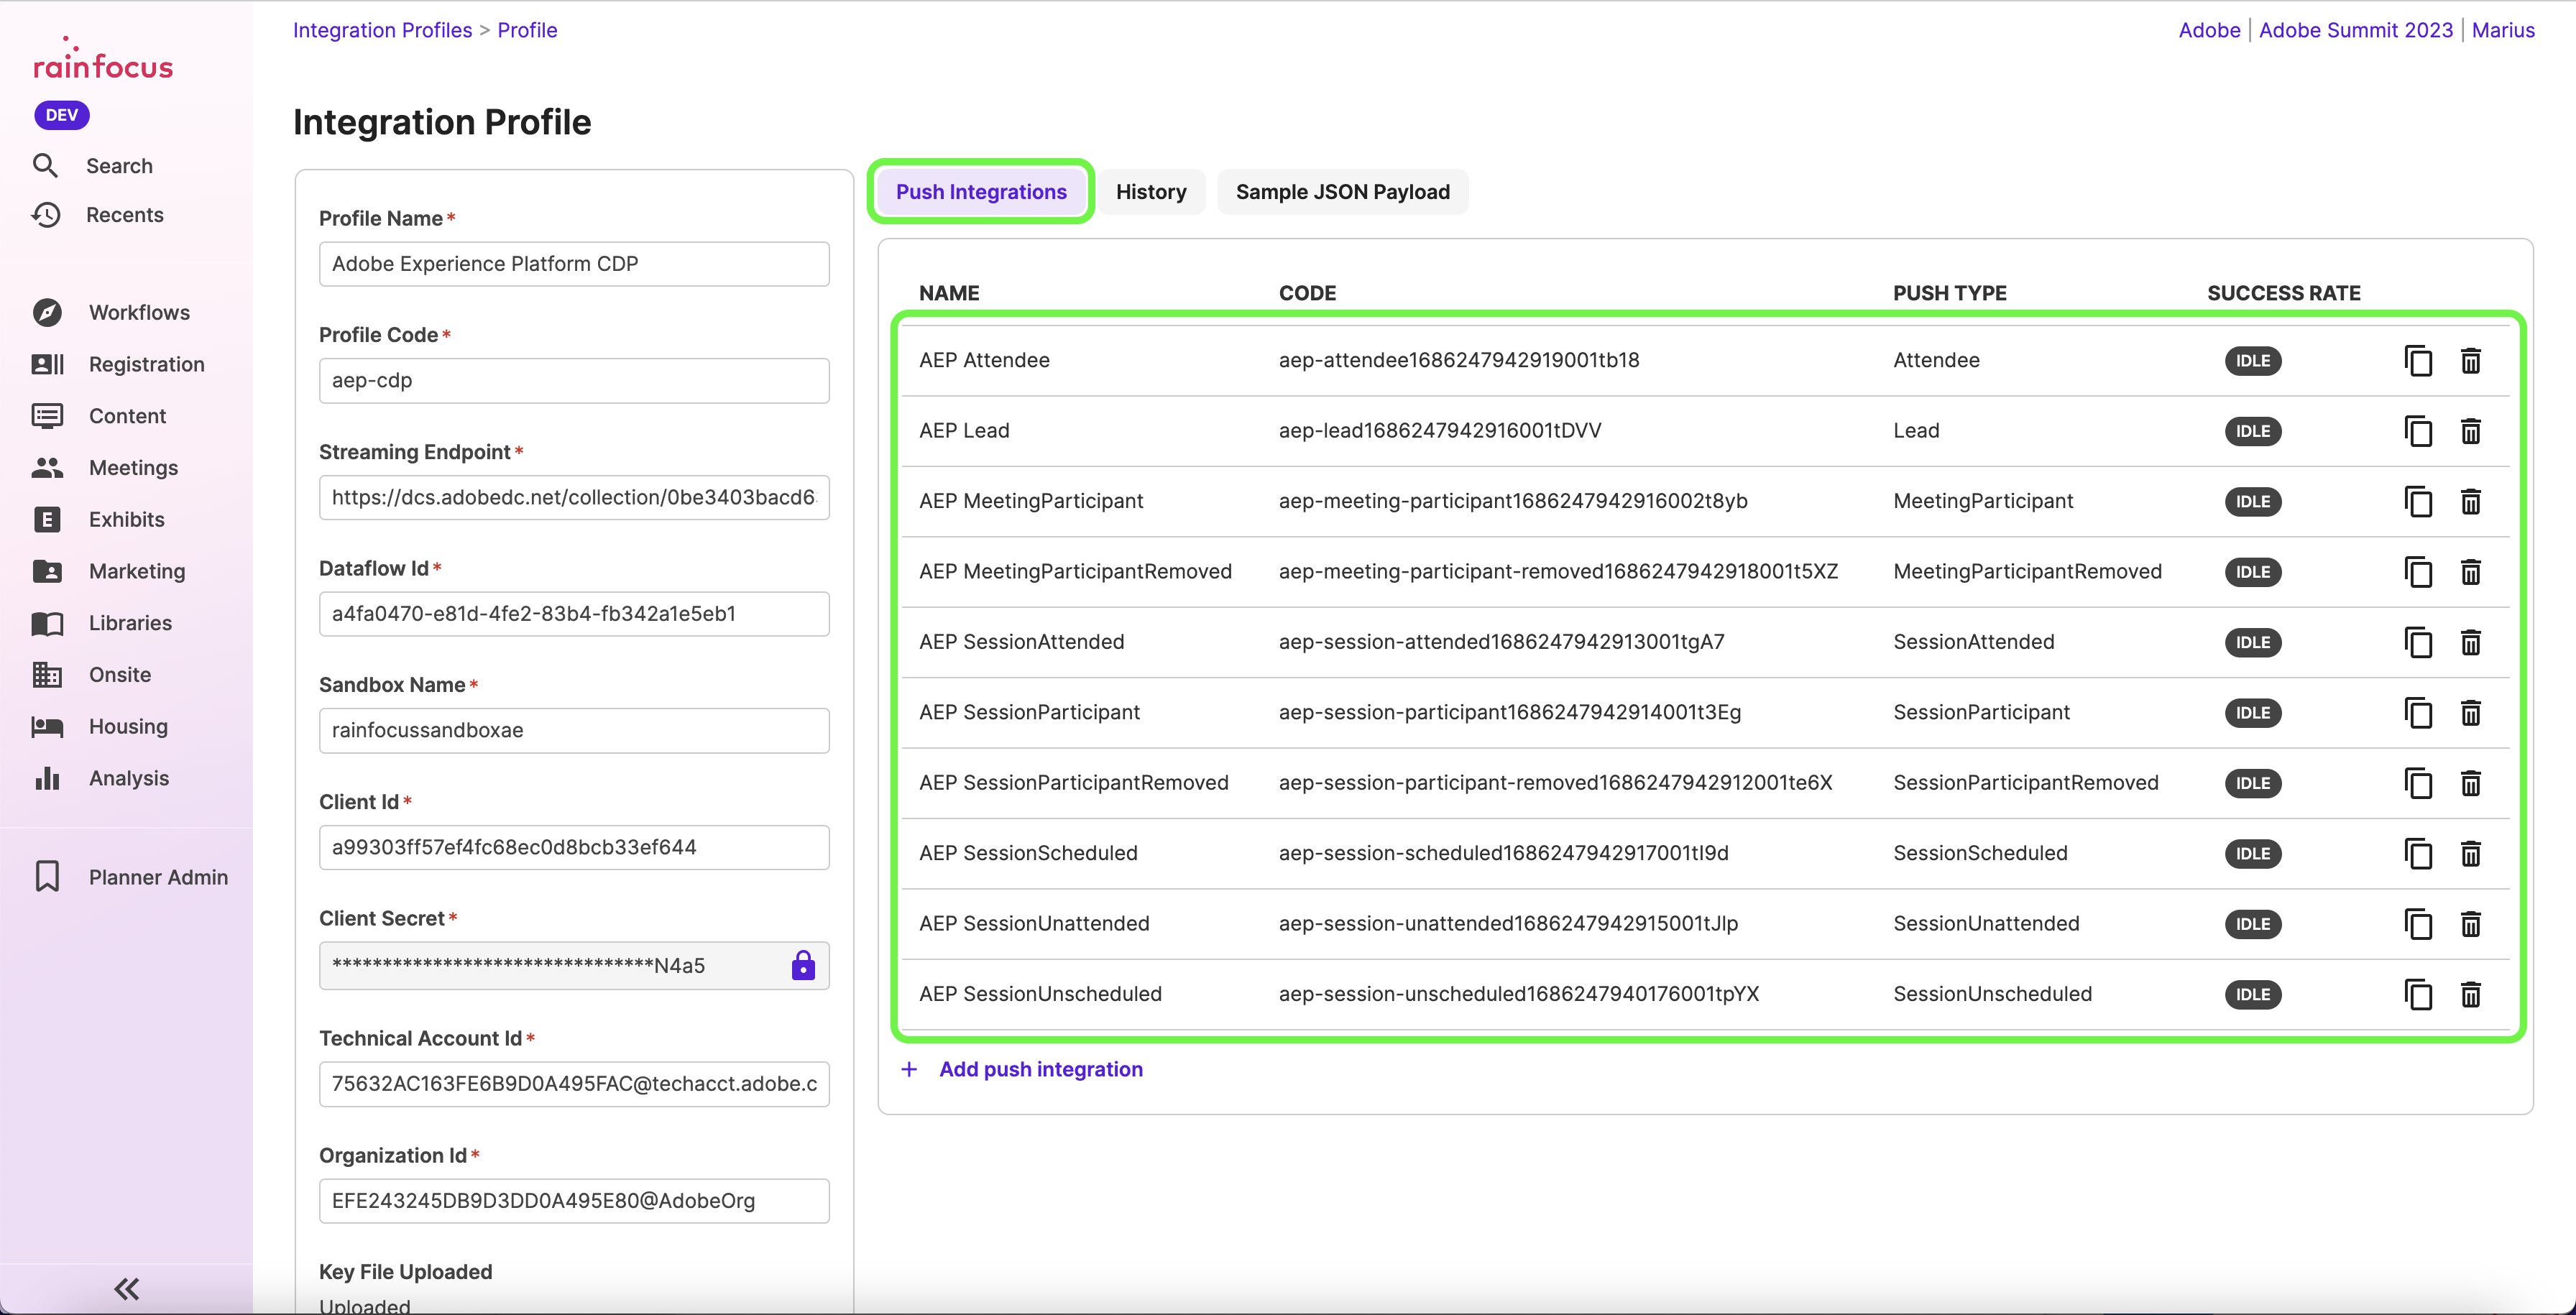 rainfocus
DEV
Search
Recents
Workflows
Registration
Content
Meetings
E Exhibits
Marketing
Libraries
Onsite
Housing
Analysis
Planner Admin
Integration Profiles > Profile
Adobe | Adobe Summit 2023 | Marius
Integration Profile
Profile Name*
Adobe Experience Platform CDP
Profile Code*
aep-cdp
Streaming Endpoint*
https://dcs.adobedc.net/collection/0be3403bacd6
Dataflow Id*
a4fa0470-e81d-4fe2-83b4-fb342a1e5eb1
Sandbox Name*
rainfocussandboxae
Client Id*
a99303ff57ef4fc68ec0d8bcb33ef644
Client Secret*
********************************N4a5
Technical Account Id*
75632AC163FE6B9D0A495FAC@techacct.adobe.c
Organization Id*
EFE243245DB9D3DD0A495E80@AdobeOrg
Key File Uploaded
Uploaded
Push Integrations History Sample JSON Payload
NAME CODE PUSH TYPE SUCCESS RATE
AEP Attendee aep-attendee1686247942919001tb18 Attendee IDLE
AEP Lead aep-lead1686247942916001tDVV Lead IDLE
AEP MeetingParticipant aep-meeting-participant1686247942916002t8yb MeetingParticipant IDLE
AEP MeetingParticipantRemoved aep-meeting-participant-removed1686247942918001t5XZ MeetingParticipantRemoved IDLE
AEP SessionAttended aep-session-attended1686247942913001tgA7 SessionAttended IDLE
AEP SessionParticipant aep-session-participant1686247942914001t3Eg SessionParticipant IDLE
AEP SessionParticipantRemoved aep-session-participant-removed1686247942912001te6X SessionParticipantRemoved IDLE
AEP SessionScheduled aep-session-scheduled1686247942917001tI9d SessionScheduled IDLE
AEP SessionUnattended aep-session-unattended1686247942915001tJlp SessionUnattended IDLE
AEP SessionUnscheduled aep-session-unscheduled1686247940176001tpYX SessionUnscheduled IDLE
+ Add push integration